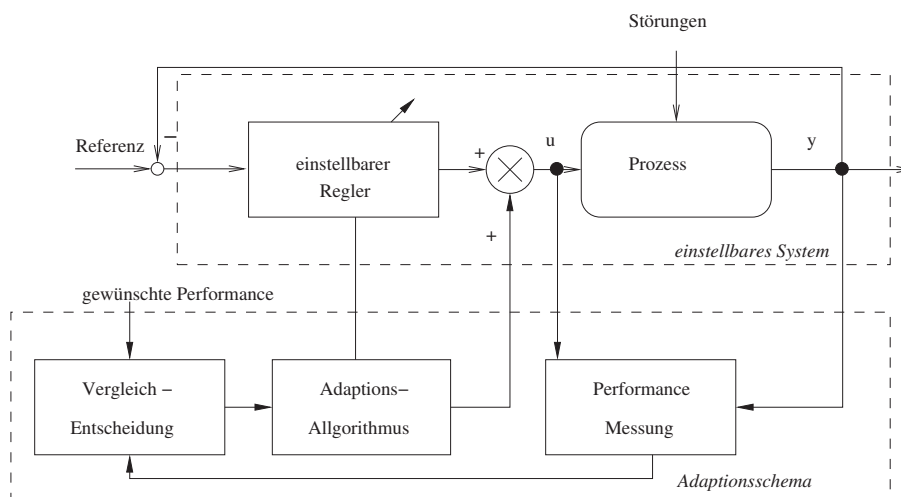 Störungen
Referenz
−
einstellbarer
Regler
+
+
u
Prozess
y
einstellbares System
gewünschte Performance
Vergleich −
Entscheidung
Adaptions−
Allgorithmus
Performance
Messung
Adaptionsschema